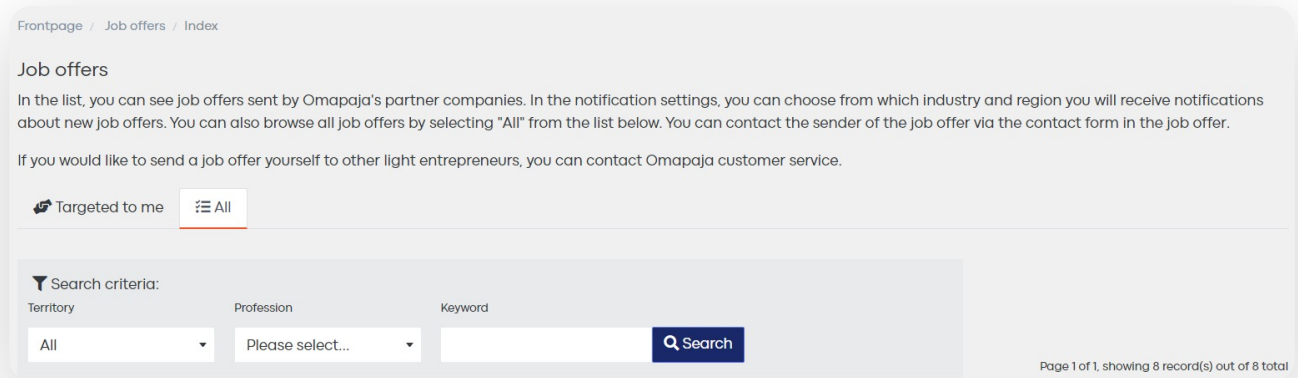 Frontpage / Job offers / Index
Job offers
In the list, you can see job offers sent by Omapaja's partner companies. In the notification settings, you can choose from which industry and region you will receive notifications
about new job offers. You can also browse all job offers by selecting "All" from the list below. You can contact the sender of the job offer via the contact form in the job offer.
If you would like to send a job offer yourself to other light entrepreneurs, you can contact Omapaja customer service.
Targeted to me All
Search criteria:
Territory Profession Keyword
All Please select... Search
Page 1 of 1, showing 8 record(s) out of 8 total